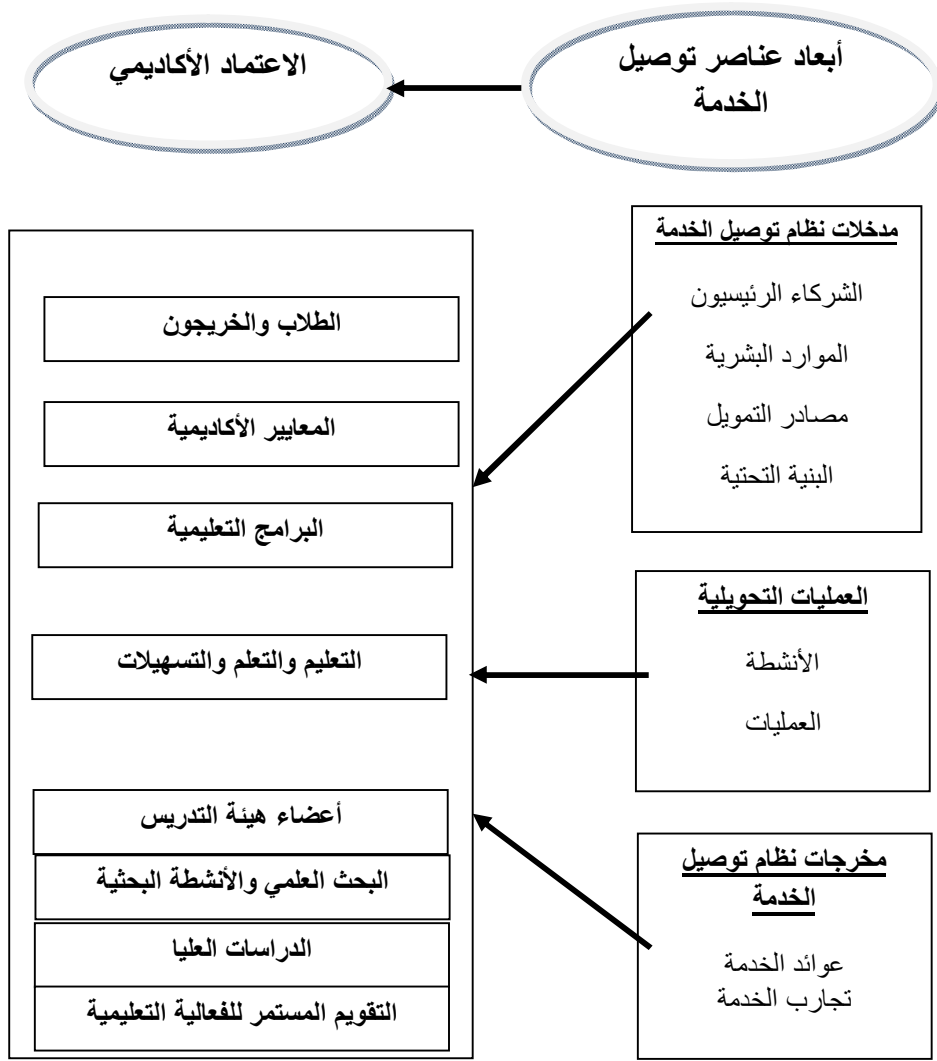 أبعاد عناصر توصيل
الخدمة
الاعتماد الأكاديمي
مدخلات نظام توصيل الخدمة
الشركاء الرئيسيون
الموارد البشرية
مصادر التمويل
البنية التحتية
العمليات التحويلية
الأنشطة
العمليات
مخرجات نظام توصيل
الخدمة
عوائد الخدمة
تجارب الخدمة
الطلاب والخريجون
المعايير الأكاديمية
البرامج التعليمية
التعليم والتعلم والتسهيلات
أعضاء هيئة التدريس
البحث العلمي والأنشطة البحثية
الدراسات العليا
التقويم المستمر للفعالية التعليمية